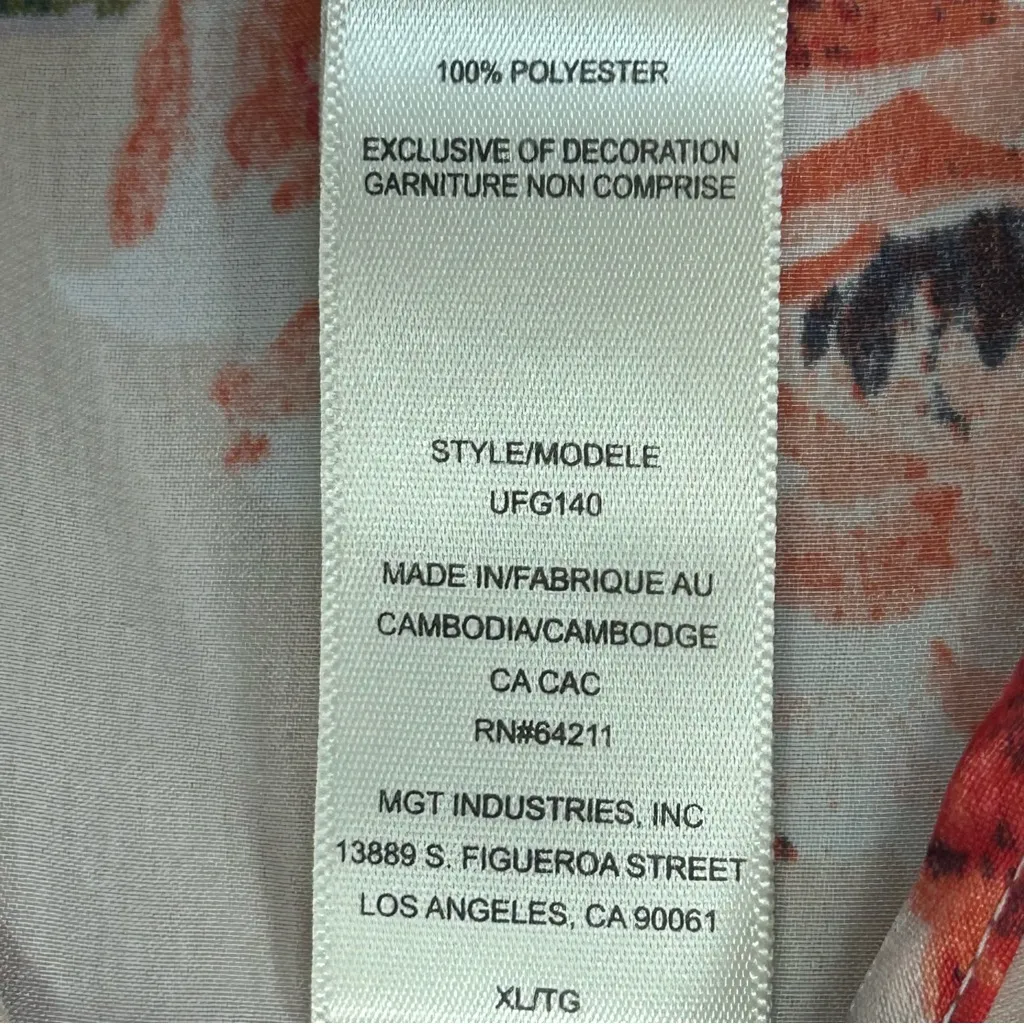 100% POLYESTER
EXCLUSIVE OF DECORATION
GARNITURE NON COMPRISE
STYLE/MODELE
UFG140
MADE IN/FABRIQUE AU
CAMBODIA/CAMBODGE
CA CAC
RN#64211
MGT INDUSTRIES, INC
13889 S. FIGUEROA STREET
LOS ANGELES, CA 90061
XL/TG